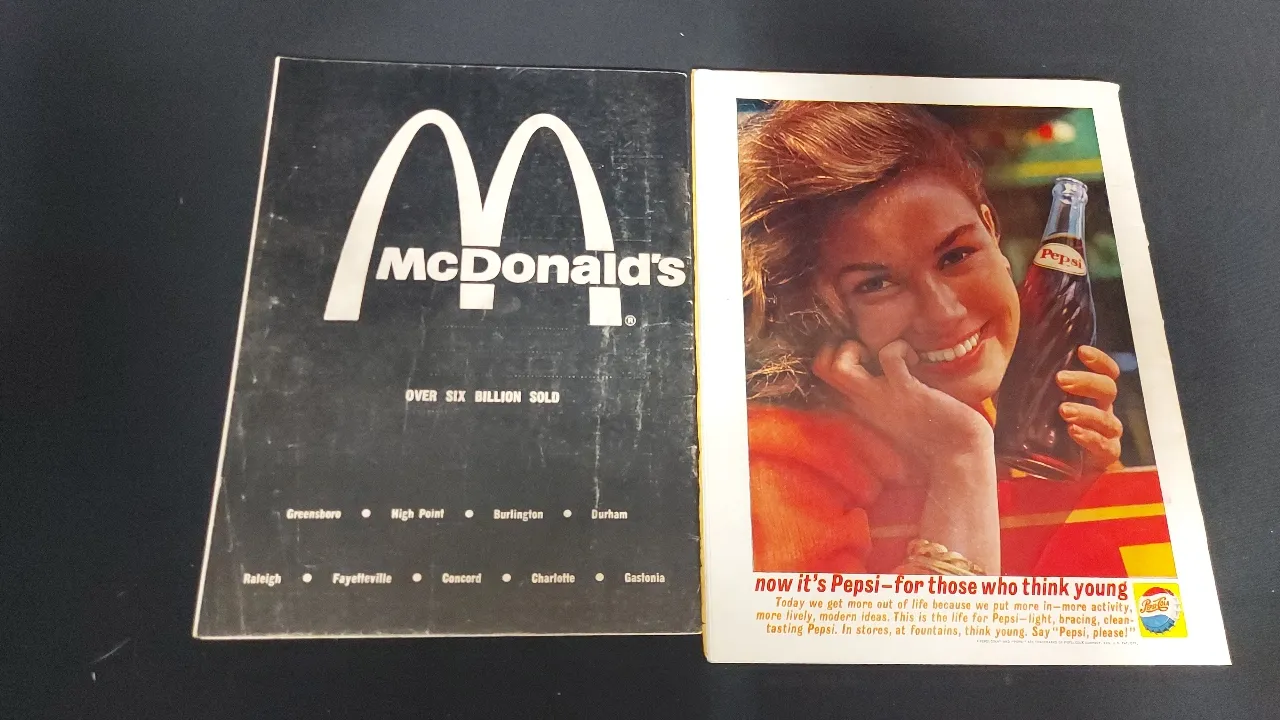 McDonald's
®
OVER SIX BILLION SOLD
Greensboro • High Point • Burlington • Durham
Raleigh • Fayetteville • Concord • Charlotte • Gastonia
Pepsi
now it's Pepsi—for those who think young
Today we get more out of life because we put more in—more activity,
more lively, modern ideas. This is the life for Pepsi—light, bracing, clean-
tasting Pepsi. In stores, at Fountains, think young. Say "Pepsi, please!"
Pepsi-Cola